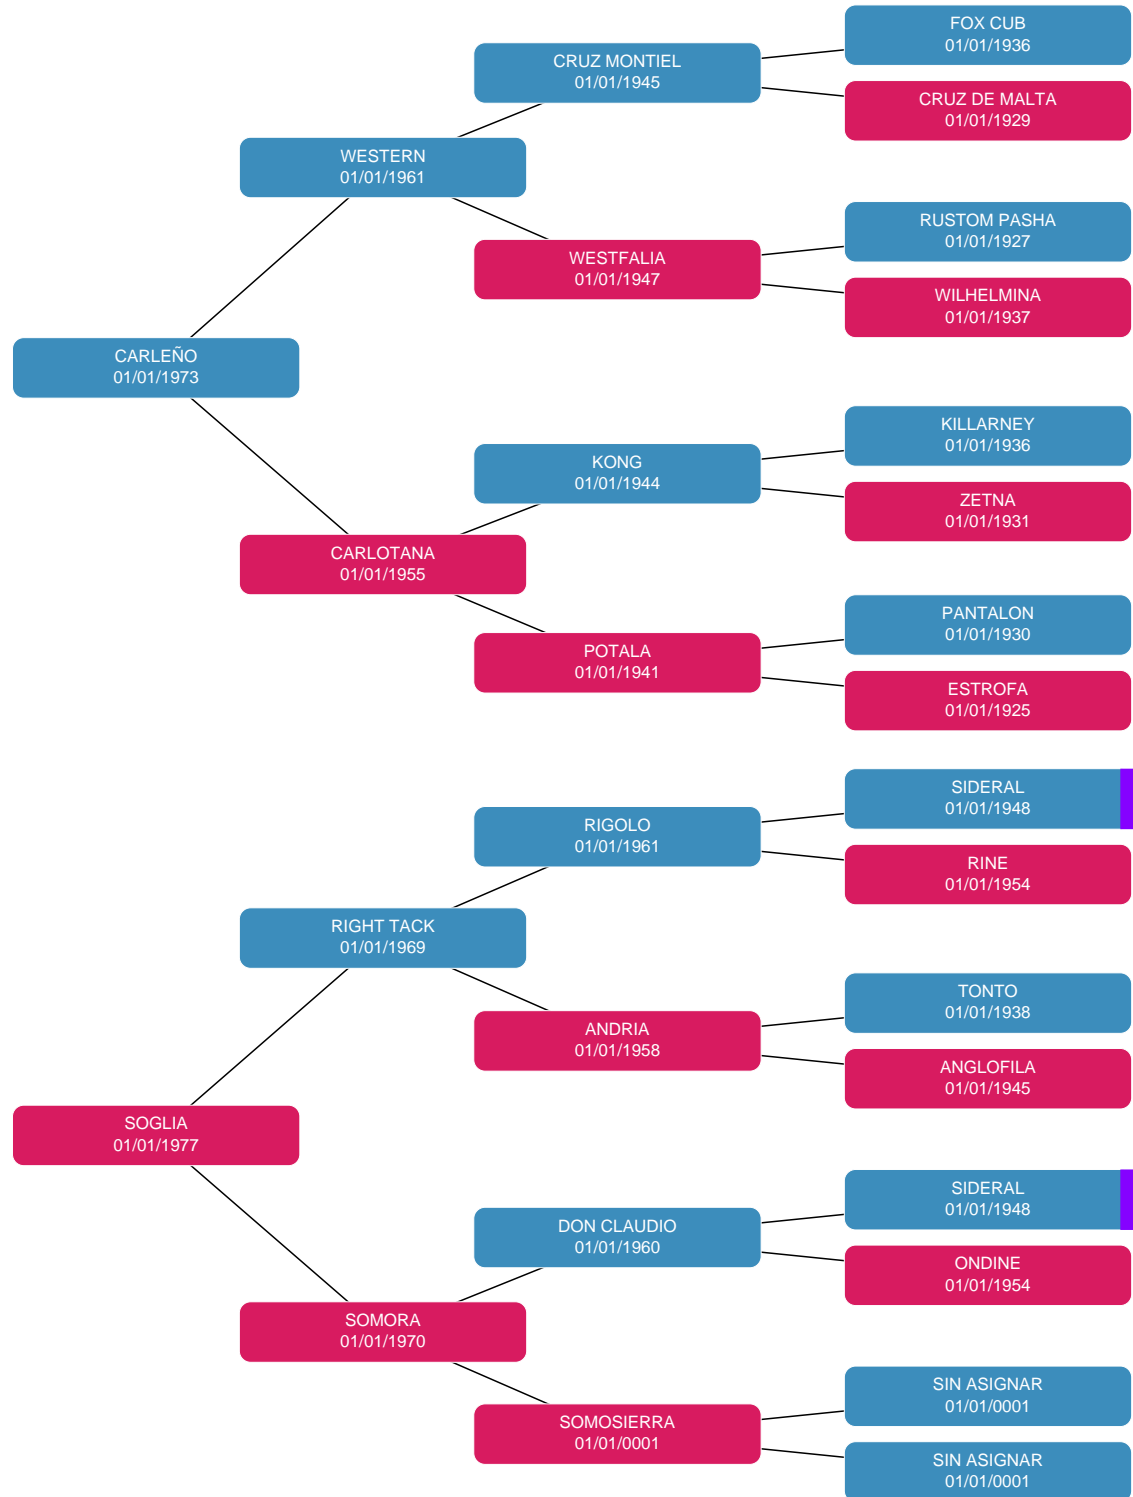 FOX CUB
01/01/1936
CRUZ MONTIEL
01/01/1945
CRUZ DE MALTA
01/01/1929
WESTERN
01/01/1961
RUSTOM PASHA
01/01/1927
WESTFALIA
01/01/1947
WILHELMINA
01/01/1937
CARLEÑO
01/01/1973
KILLARNEY
01/01/1936
KONG
01/01/1944
ZETNA
01/01/1931
CARLOTANA
01/01/1955
PANTALON
01/01/1930
POTALA
01/01/1941
ESTROFA
01/01/1925
SIDERAL
01/01/1948
RIGOLO
01/01/1961
RINE
01/01/1954
RIGHT TACK
01/01/1969
TONTO
01/01/1938
ANDRIA
01/01/1958
ANGLOFILA
01/01/1945
SOGLIA
01/01/1977
SIDERAL
01/01/1948
DON CLAUDIO
01/01/1960
ONDINE
01/01/1954
SOMORA
01/01/1970
SIN ASIGNAR
01/01/0001
SOMOSIERRA
01/01/0001
SIN ASIGNAR
01/01/0001